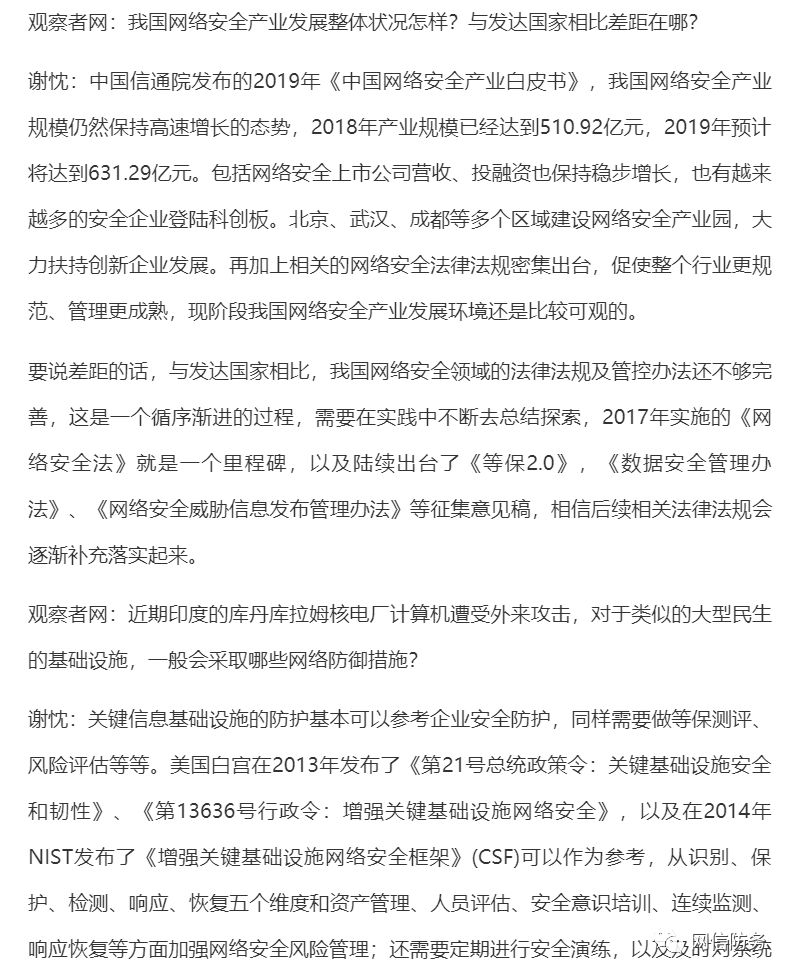 观察者网：我国网络安全产业发展整体状况怎样？与发达国家相比差距在哪？
谢忱：中国信通院发布的2019年《中国网络安全产业白皮书》，我国网络安全产业
规模仍然保持高速增长的态势，2018年产业规模已经达到510.92亿元，2019年预计
将达到631.29亿元。包括网络安全上市公司营收、投融资也保持稳步增长，也有越来
越多的安全企业登陆科创板。北京、武汉、成都等多个区域建设网络安全产业园，大
力扶持创新企业发展。再加上相关的网络安全法律法规密集出台，促使整个行业更规
范、管理更成熟，现阶段我国网络安全产业发展环境还是比较可观的。
要说差距的话，与发达国家相比，我国网络安全领域的法律法规及管控办法还不够完
善，这是一个循序渐进的过程，需要在实践中不断去总结探索，2017年实施的《网
络安全法》就是一个里程碑，以及陆续出台了《等保2.0》，《数据安全管理办
法》、《网络安全威胁信息发布管理办法》等征集意见稿，相信后续相关法律法规会
逐渐补充落实起来。
观察者网：近期印度的库丹库拉姆核电厂计算机遭受外来攻击，对于类似的大型民生
的基础设施，一般会采取哪些网络防御措施？
谢忱：关键信息基础设施的防护基本可以参考企业安全防护，同样需要做等保测评、
风险评估等等。美国白宫在2013年发布了《第21号总统政策令：关键基础设施安全
和韧性》、《第13636号行政令：增强关键基础设施网络安全》，以及在2014年
NIST发布了《增强关键基础设施网络安全框架》(CSF)可以作为参考，从识别、保
护、检测、响应、恢复五个维度和资产管理、人员评估、安全意识培训、连续监测、
响应恢复等方面加强网络安全风险管理；还需要定期进行安全演练，以及及时对系统
网信防务